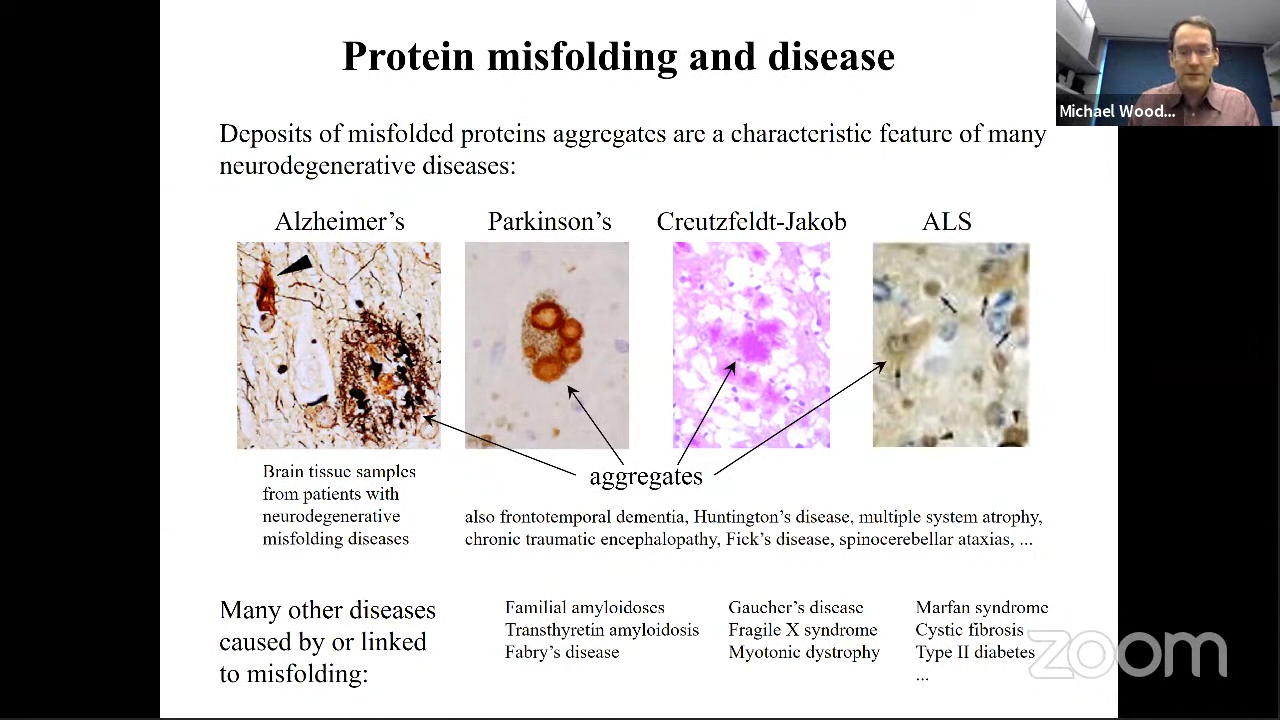 Protein misfolding and disease
Michael Wood...
Deposits of misfolded proteins aggregates are a characteristic feature of many
neurodegenerative diseases:
Alzheimer's
Parkinson's
Creutzfeldt-Jakob
ALS
aggregates
Brain tissue samples
from patients with
neurodegenerative
misfolding diseases
also frontotemporal dementia, Huntington's disease, multiple system atrophy,
chronic traumatic encephalopathy, Fick's disease, spinocerebellar ataxias, ...
Many other diseases
caused by or linked
to misfolding:
Familial amyloidoses
Transthyretin amyloidosis
Fabry's disease
Gaucher's disease
Fragile X syndrome
Myotonic dystrophy
Marfan syndrome
Cystic fibrosis
Type II diabetes
...
zoom